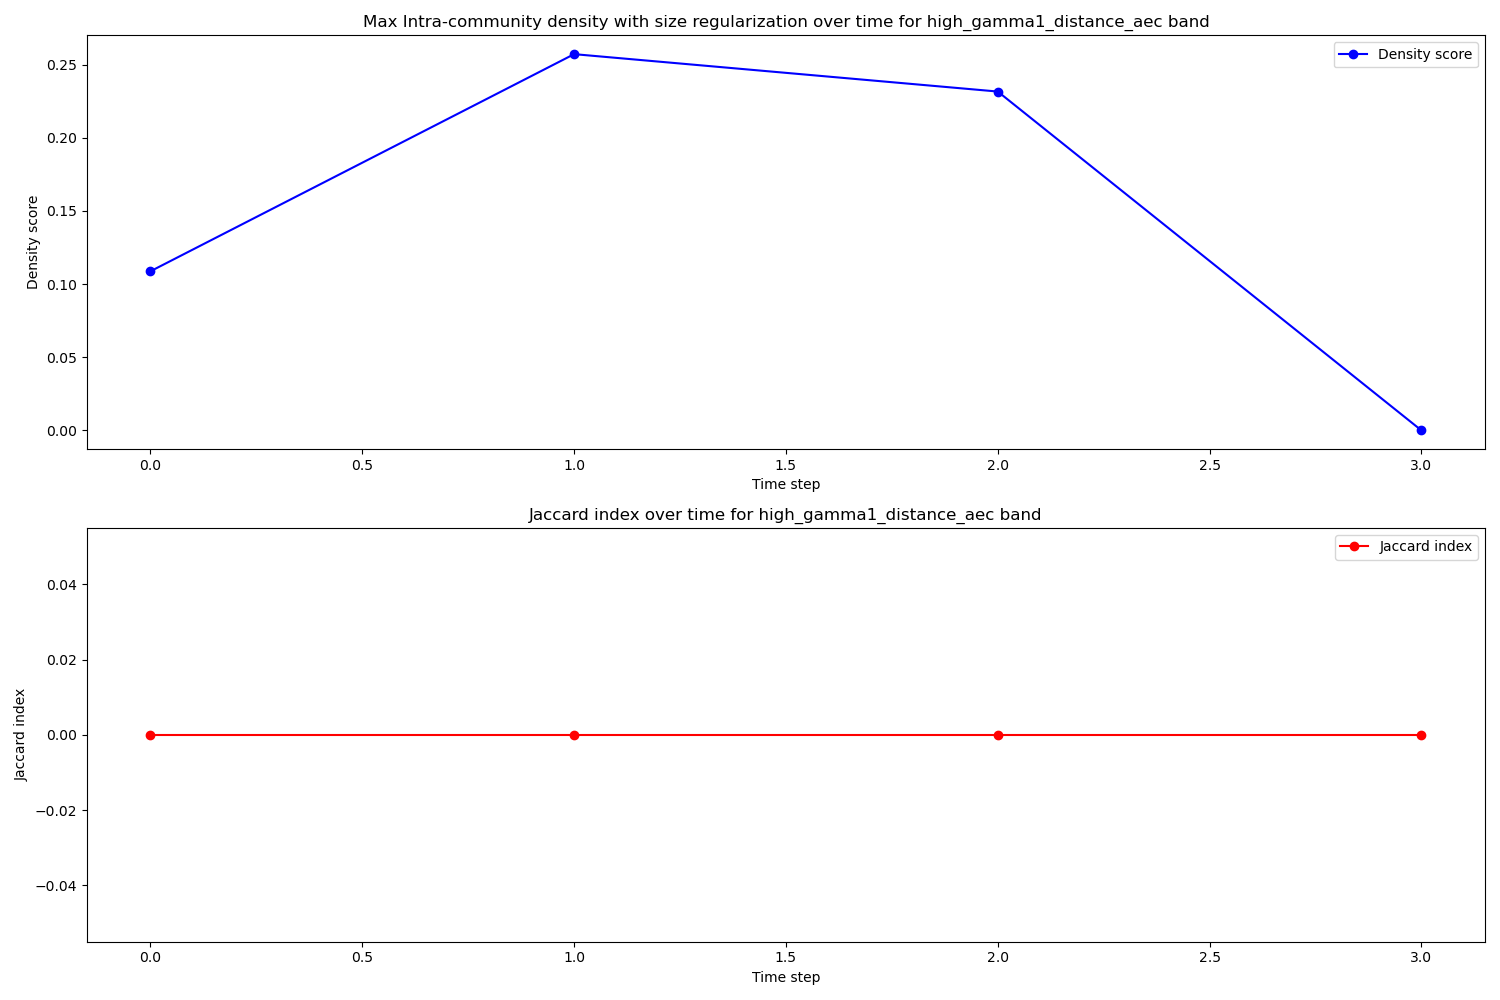 Max Intra-community density with size regularization over time for high_gamma1_distance_aec band
Density score
0.25
0.20
0.15
0.10
0.05
0.00
Density score
0.0 0.5 1.0 1.5 2.0 2.5 3.0
Time step
Jaccard index over time for high_gamma1_distance_aec band
Jaccard index
0.04
0.02
0.00
−0.02
−0.04
Jaccard index
0.0 0.5 1.0 1.5 2.0 2.5 3.0
Time step